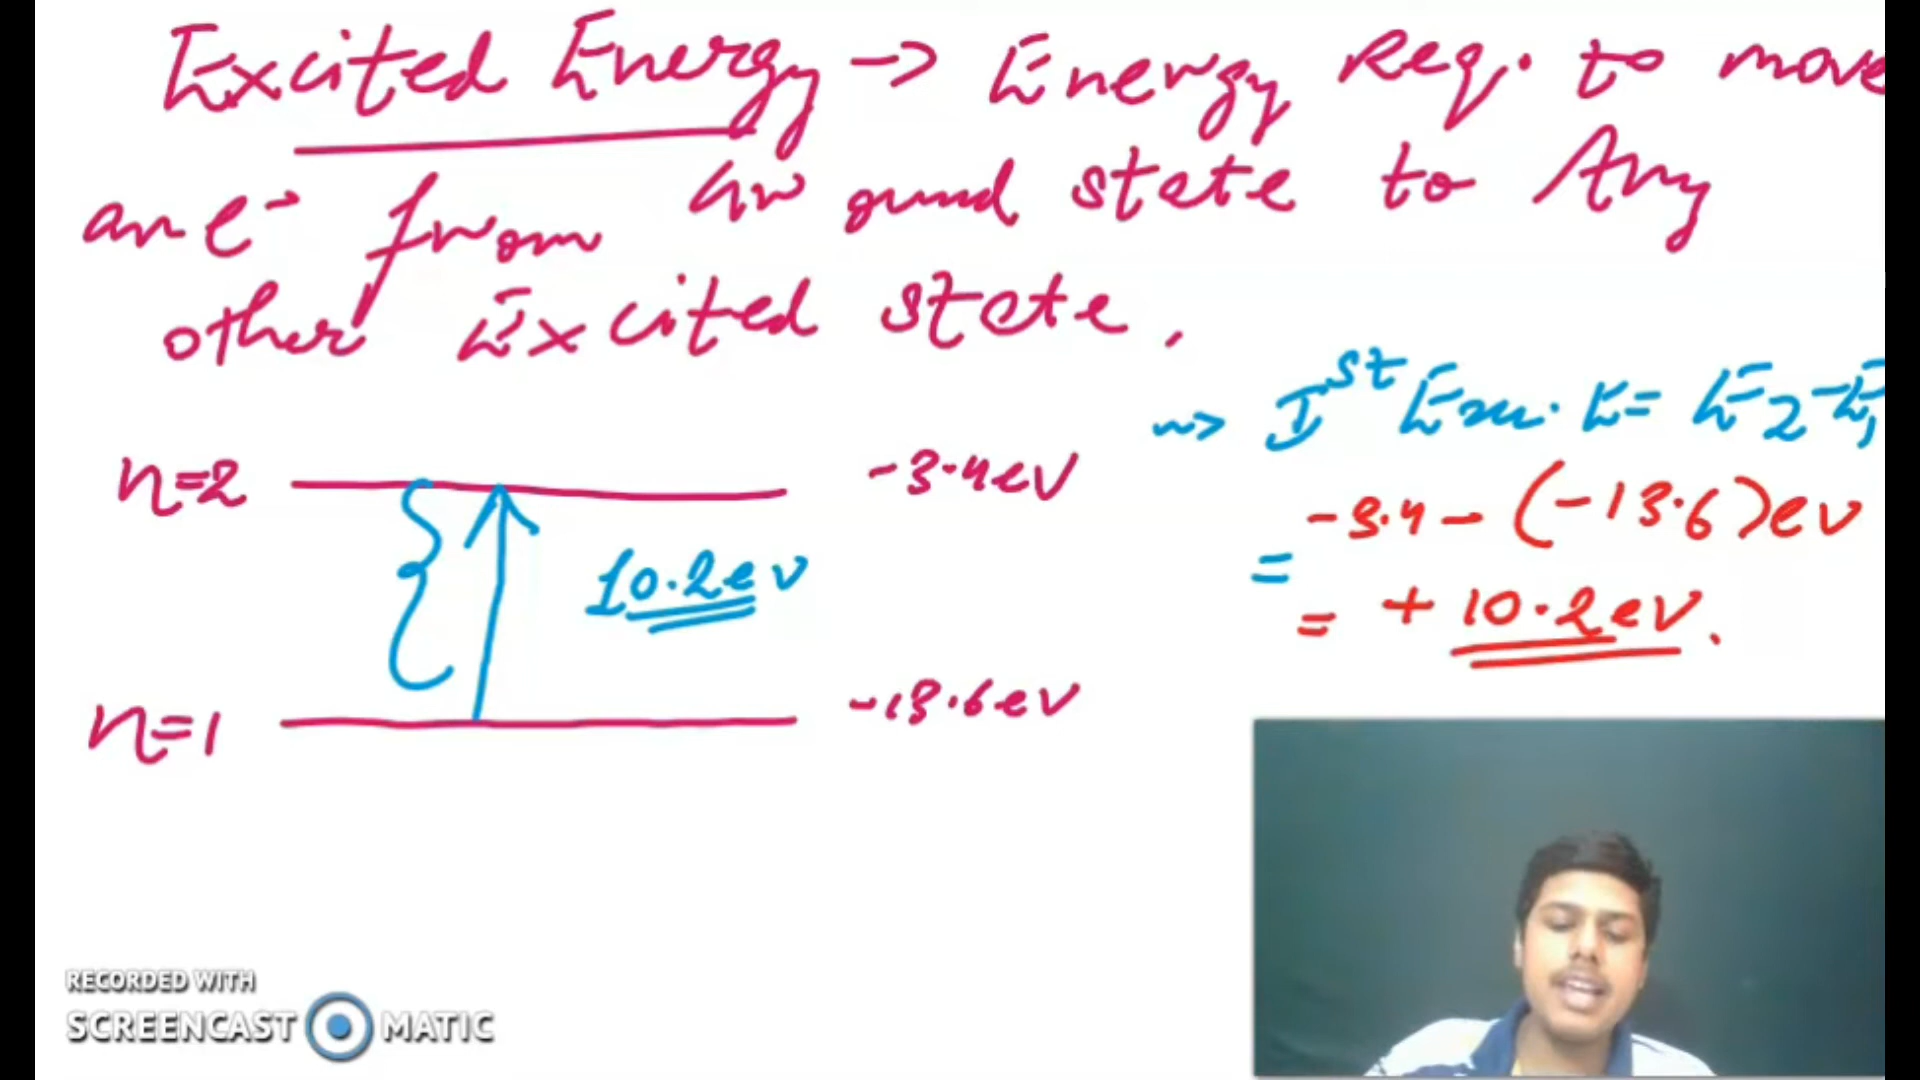 Excited Energy -> Energy Req. to move
an e- from ground state to Any
other Excited state.
~> Ist Exc. E = E2-E1
n=2 -3.4eV
= -3.4 - (-13.6)eV
10.2ev
= + 10.2eV.
n=1 -13.6eV
RECORDED WITH
SCREENCAST MATIC